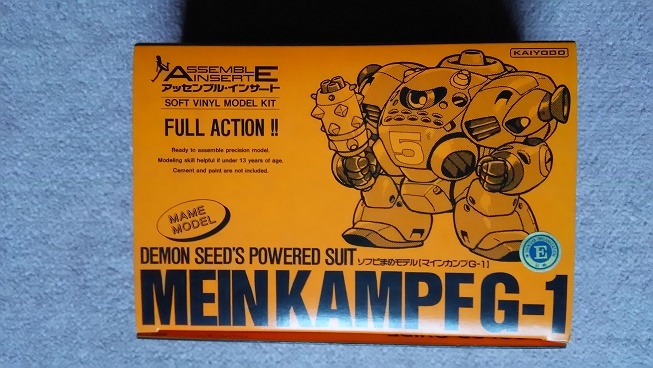 ASSEMBLE
INSERT
アッセンブル・インサート
SOFT VINYL MODEL KIT
FULL ACTION !!
Ready to assemble precision model.
Modeling skill helpful if under 13 years of age.
Cement and paint are not included.
MAME
MODEL
KAIYODO
5
DEMON SEED'S POWERED SUIT
ソフビまめモデル[マインカンプG-1]
E
MEINKAMPF G-1